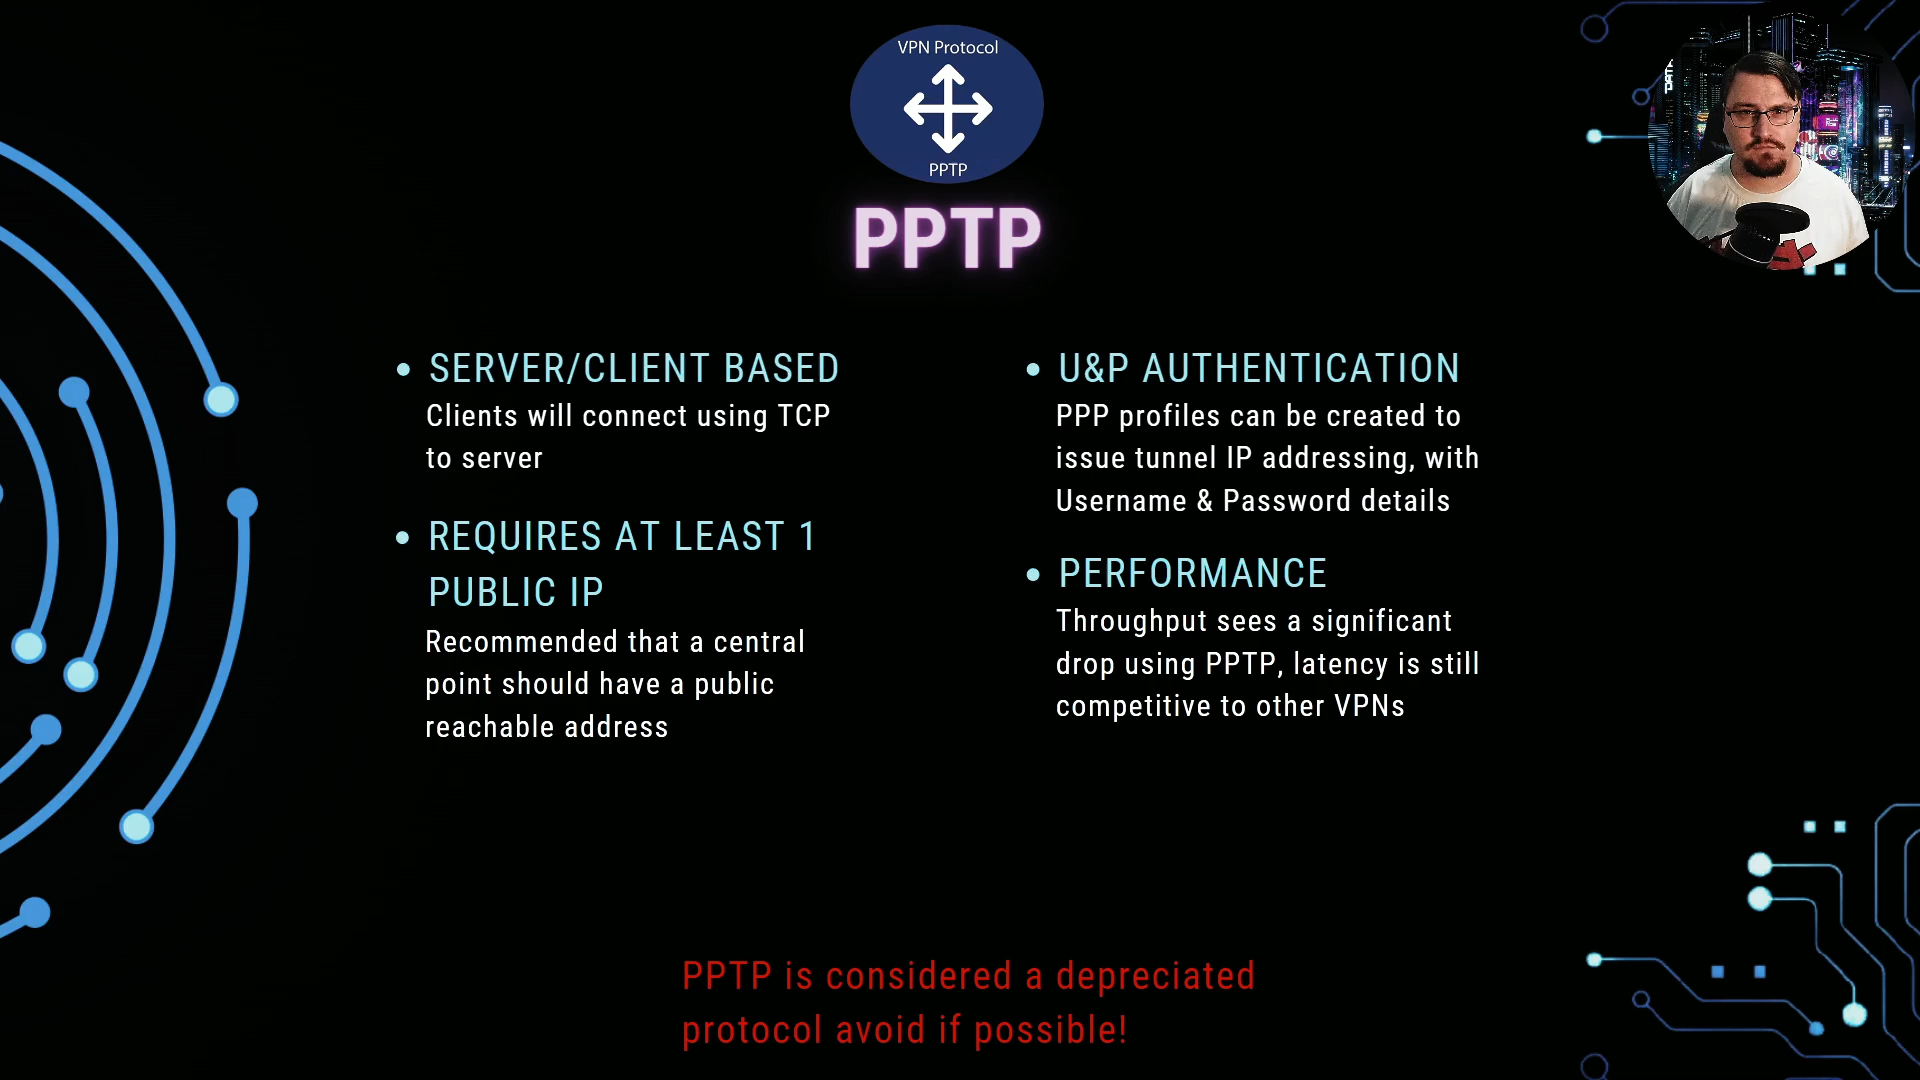 VPN Protocol
PPTP
PPTP
SERVER/CLIENT BASED
Clients will connect using TCP
to server
REQUIRES AT LEAST 1
PUBLIC IP
Recommended that a central
point should have a public
reachable address
U&P AUTHENTICATION
PPP profiles can be created to
issue tunnel IP addressing, with
Username & Password details
PERFORMANCE
Throughput sees a significant
drop using PPTP, latency is still
competitive to other VPNs
PPTP is considered a depreciated
protocol avoid if possible!